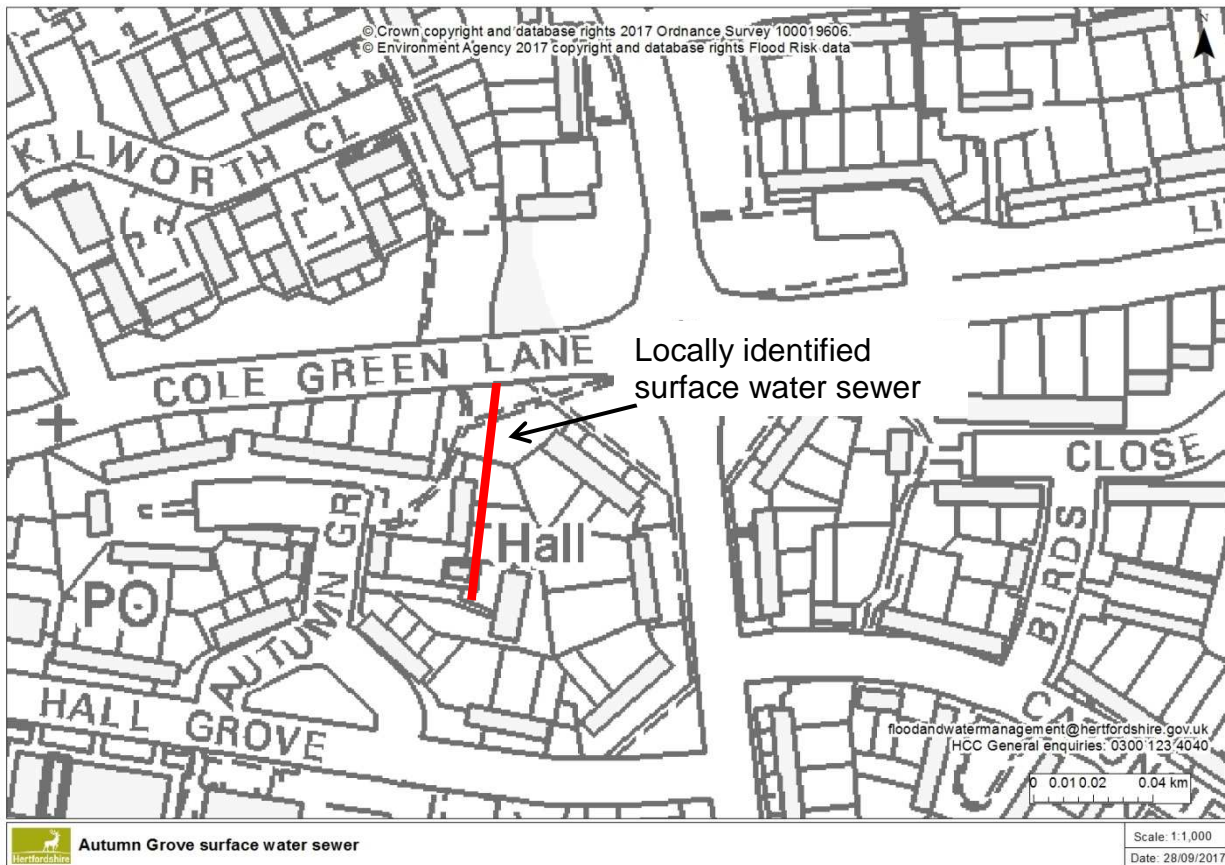 © Crown copyright and database rights 2017 Ordnance Survey 100019606.
© Environment Agency 2017 copyright and database rights Flood Risk data
N
KILWORTH CL
COLE GREEN LANE
Locally identified
surface water sewer
CLOSE
BIRDS
Hall
PO
AUTUMN GR
HALL GROVE
floodandwatermanagement@hertfordshire.gov.uk
HCC General enquiries: 0300 123 4040
0 0.01 0.02 0.04 km
Hertfordshire
Autumn Grove surface water sewer
Scale: 1:1,000
Date: 28/09/2017